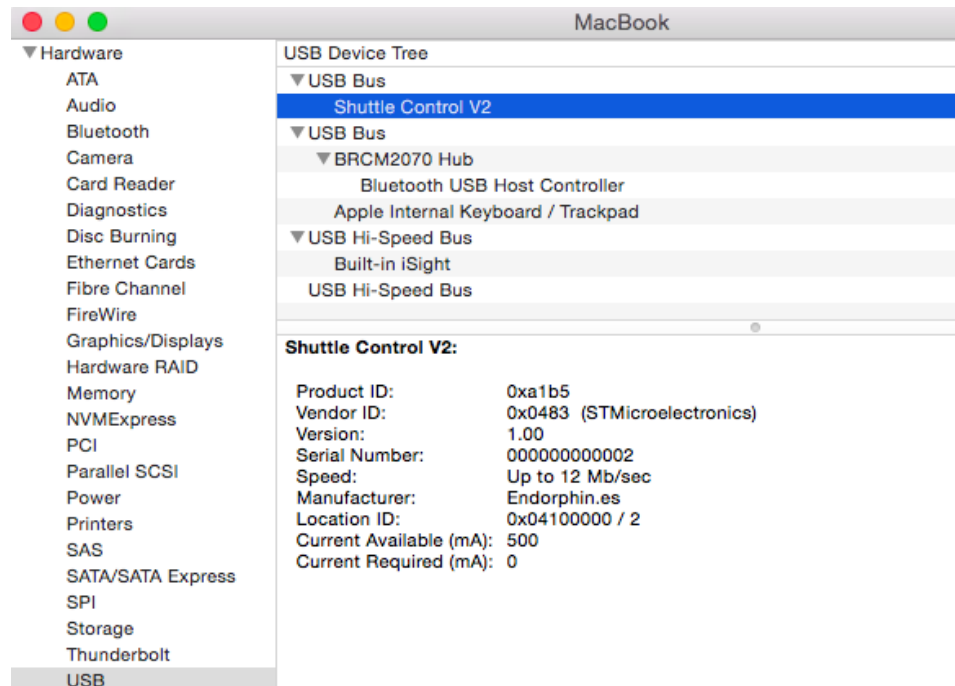 MacBook
Hardware
ATA
Audio
Bluetooth
Camera
Card Reader
Diagnostics
Disc Burning
Ethernet Cards
Fibre Channel
FireWire
Graphics/Displays
Hardware RAID
Memory
NVMExpress
PCI
Parallel SCSI
Power
Printers
SAS
SATA/SATA Express
SPI
Storage
Thunderbolt
USB
USB Device Tree
USB Bus
Shuttle Control V2
USB Bus
BRCM2070 Hub
Bluetooth USB Host Controller
Apple Internal Keyboard / Trackpad
USB Hi-Speed Bus
Built-in iSight
USB Hi-Speed Bus
Shuttle Control V2:
Product ID: 0xa1b5
Vendor ID: 0x0483 (STMicroelectronics)
Version: 1.00
Serial Number: 000000000002
Speed: Up to 12 Mb/sec
Manufacturer: Endorphin.es
Location ID: 0x04100000 / 2
Current Available (mA): 500
Current Required (mA): 0